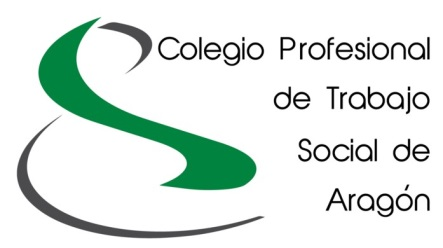 Colegio Profesional
de Trabajo
Social de
Aragón